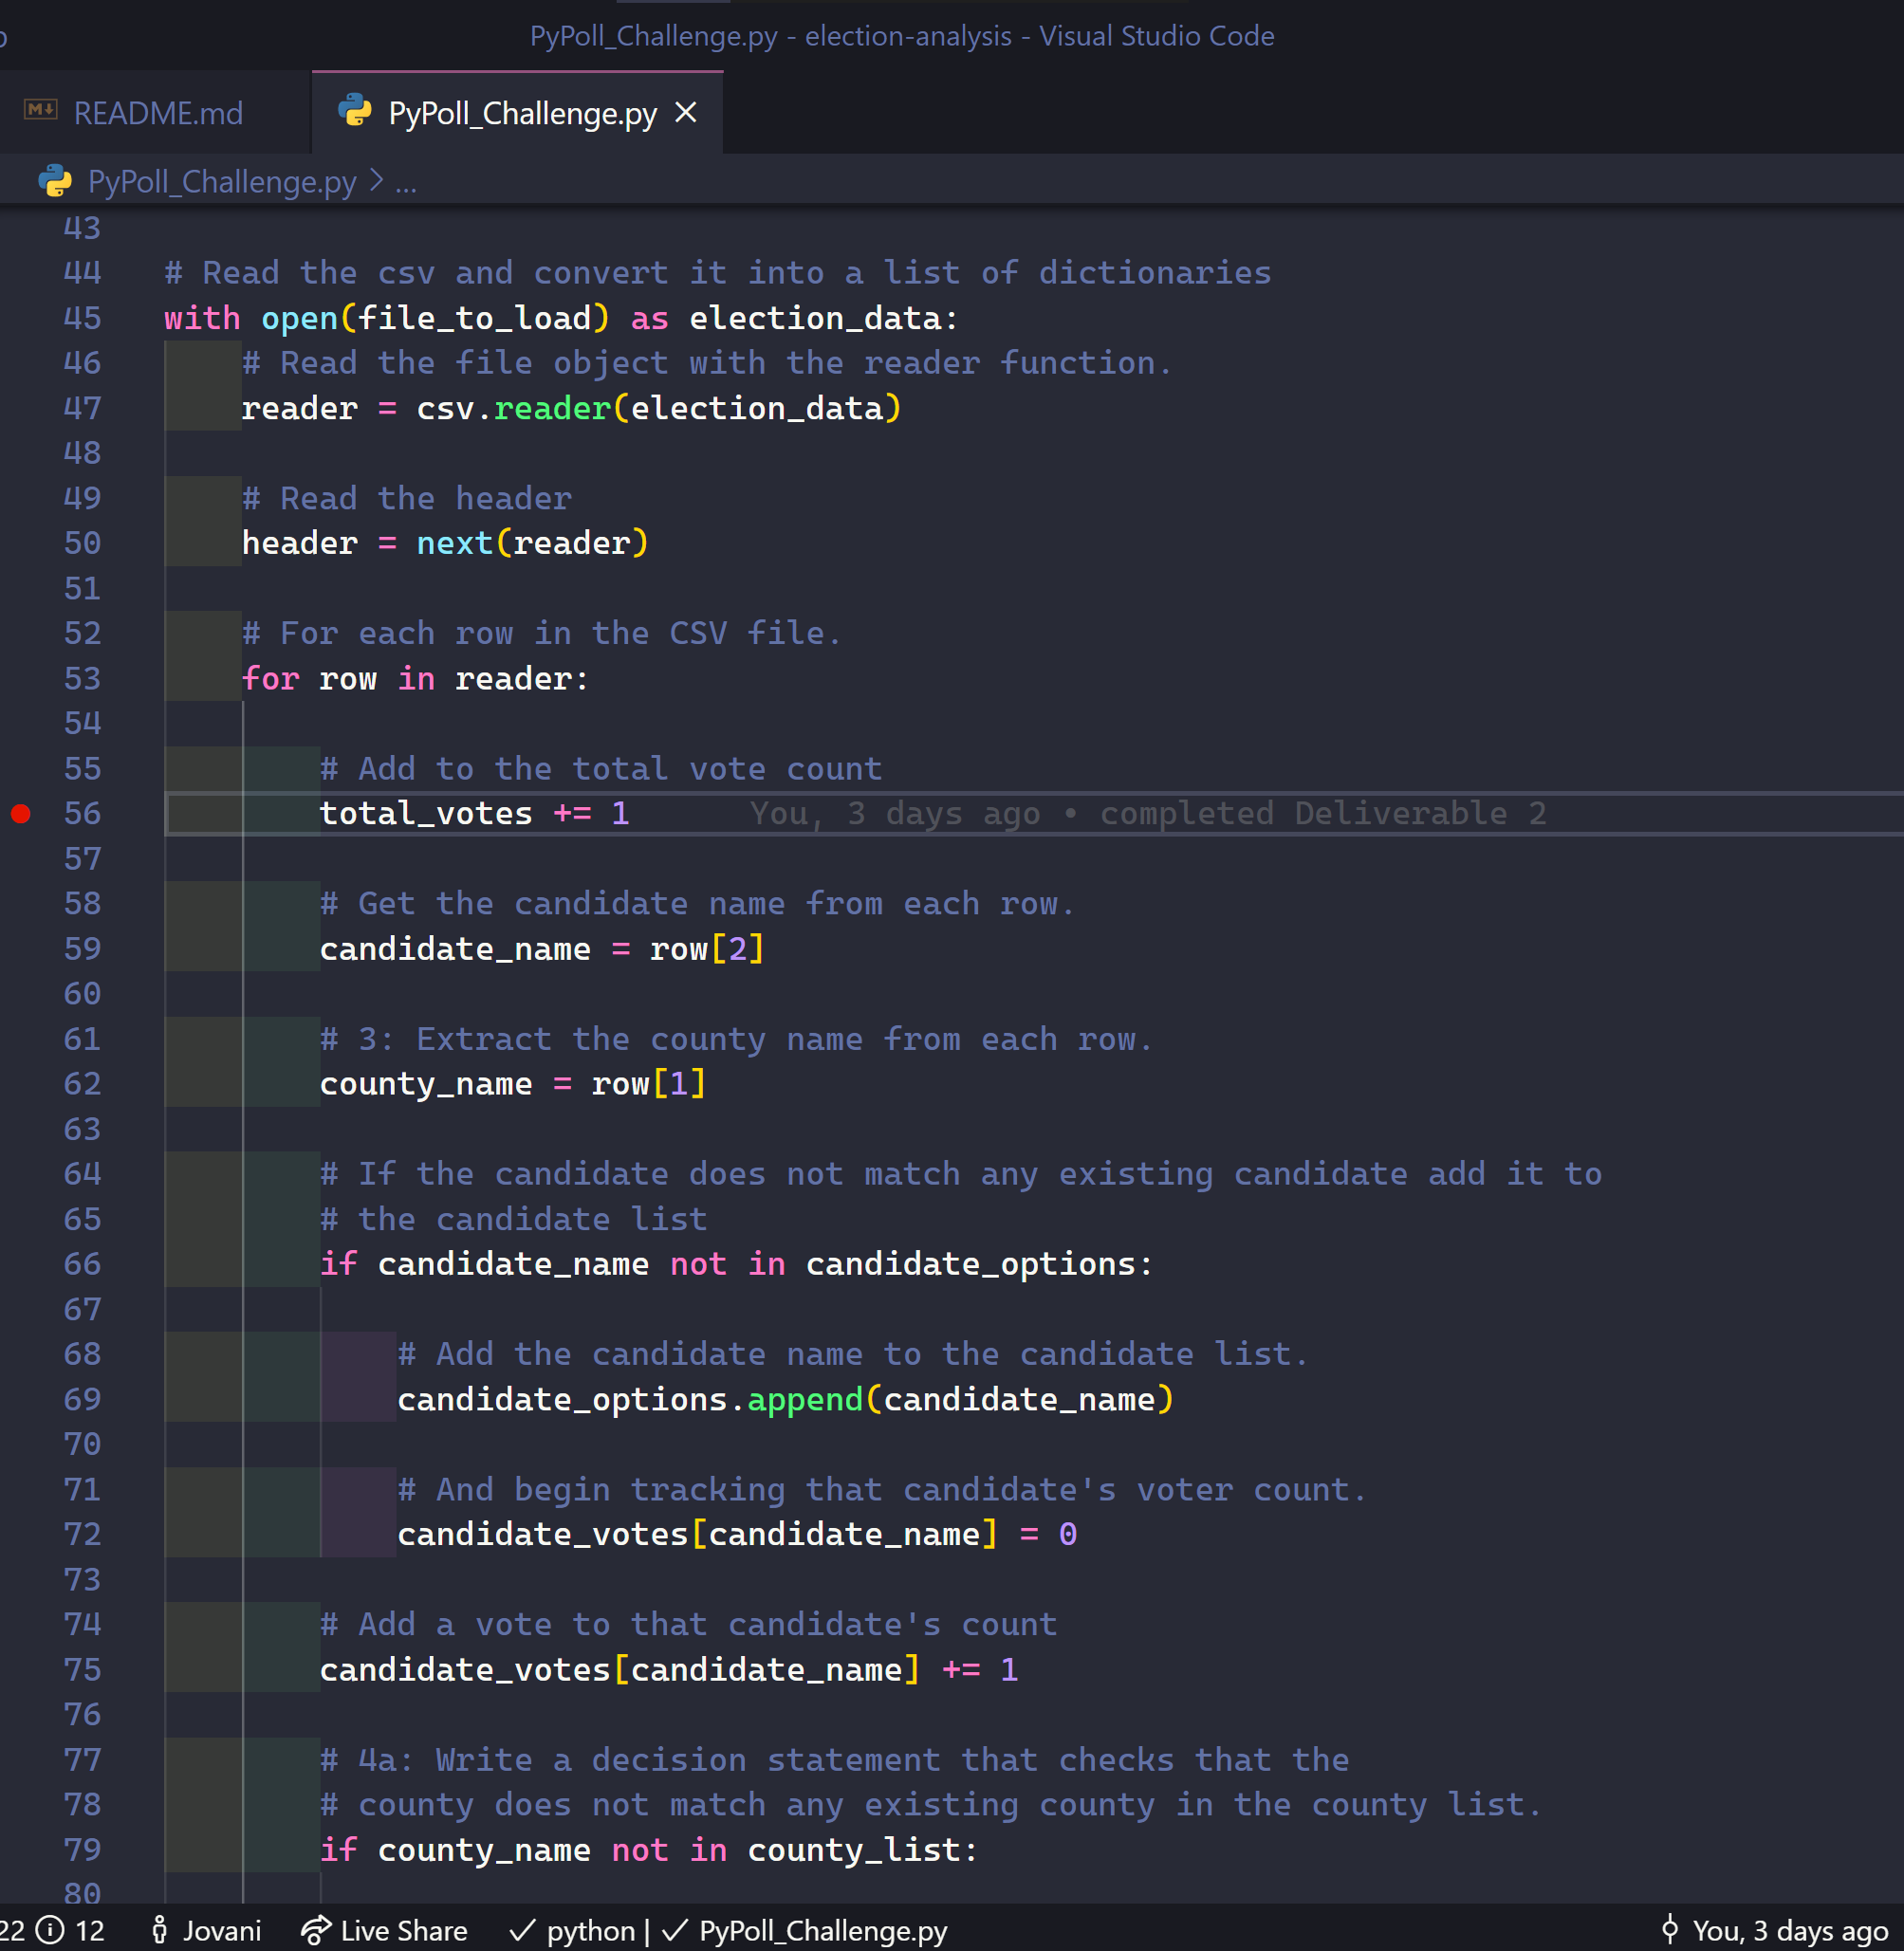 PyPoll_Challenge.py - election-analysis - Visual Studio Code
README.md PyPoll_Challenge.py
PyPoll_Challenge.py > ...
43
44 # Read the csv and convert it into a list of dictionaries
45 with open(file_to_load) as election_data:
46     # Read the file object with the reader function.
47     reader = csv.reader(election_data)
48
49     # Read the header
50     header = next(reader)
51
52     # For each row in the CSV file.
53     for row in reader:
54
55         # Add to the total vote count
56         total_votes += 1      You, 3 days ago • completed Deliverable 2
57
58         # Get the candidate name from each row.
59         candidate_name = row[2]
60
61         # 3: Extract the county name from each row.
62         county_name = row[1]
63
64         # If the candidate does not match any existing candidate add it to
65         # the candidate list
66         if candidate_name not in candidate_options:
67
68             # Add the candidate name to the candidate list.
69             candidate_options.append(candidate_name)
70
71             # And begin tracking that candidate's voter count.
72             candidate_votes[candidate_name] = 0
73
74         # Add a vote to that candidate's count
75         candidate_votes[candidate_name] += 1
76
77         # 4a: Write a decision statement that checks that the
78         # county does not match any existing county in the county list.
79         if county_name not in county_list:
80
22 12 Jovani Live Share ✓ python | ✓ PyPoll_Challenge.py You, 3 days ago